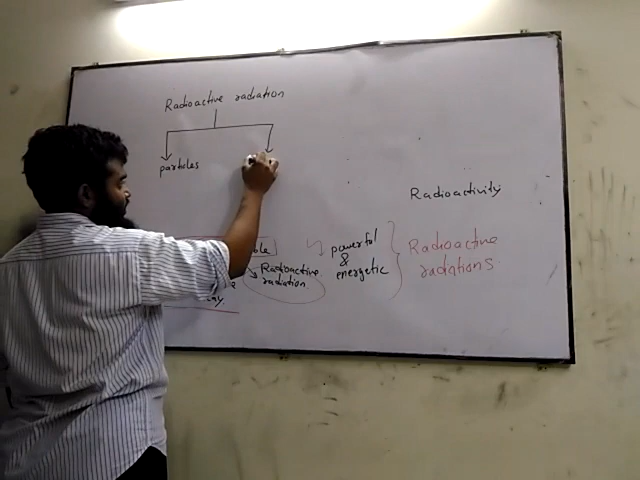 Radioactive radiation
particles
Radioactivity
powerful
&
energetic
Radioactive
radiations
Radioactive
radiation